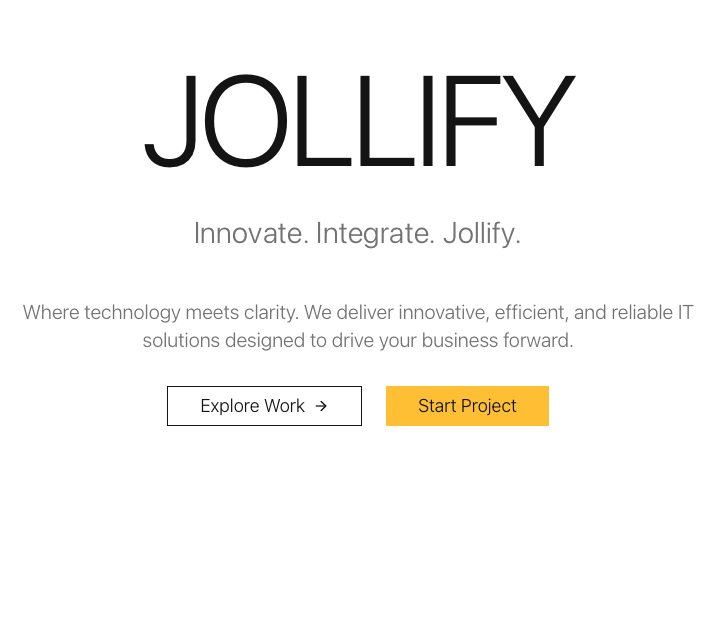 JOLLIFY
Innovate. Integrate. Jollify.
Where technology meets clarity. We deliver innovative, efficient, and reliable IT
solutions designed to drive your business forward.
Explore Work →
Start Project